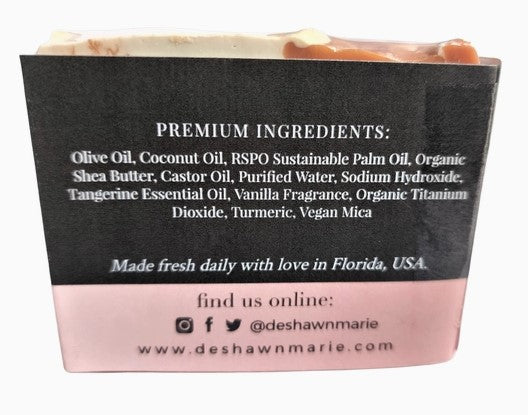 PREMIUM INGREDIENTS:
Olive Oil, Coconut Oil, RSPO Sustainable Palm Oil, Organic
Shea Butter, Castor Oil, Purified Water, Sodium Hydroxide,
Tangerine Essential Oil, Vanilla Fragrance, Organic Titanium
Dioxide, Turmeric, Vegan Mica
Made fresh daily with love in Florida, USA.
find us online:
@deshawnmarie
www.deshawnmarie.com